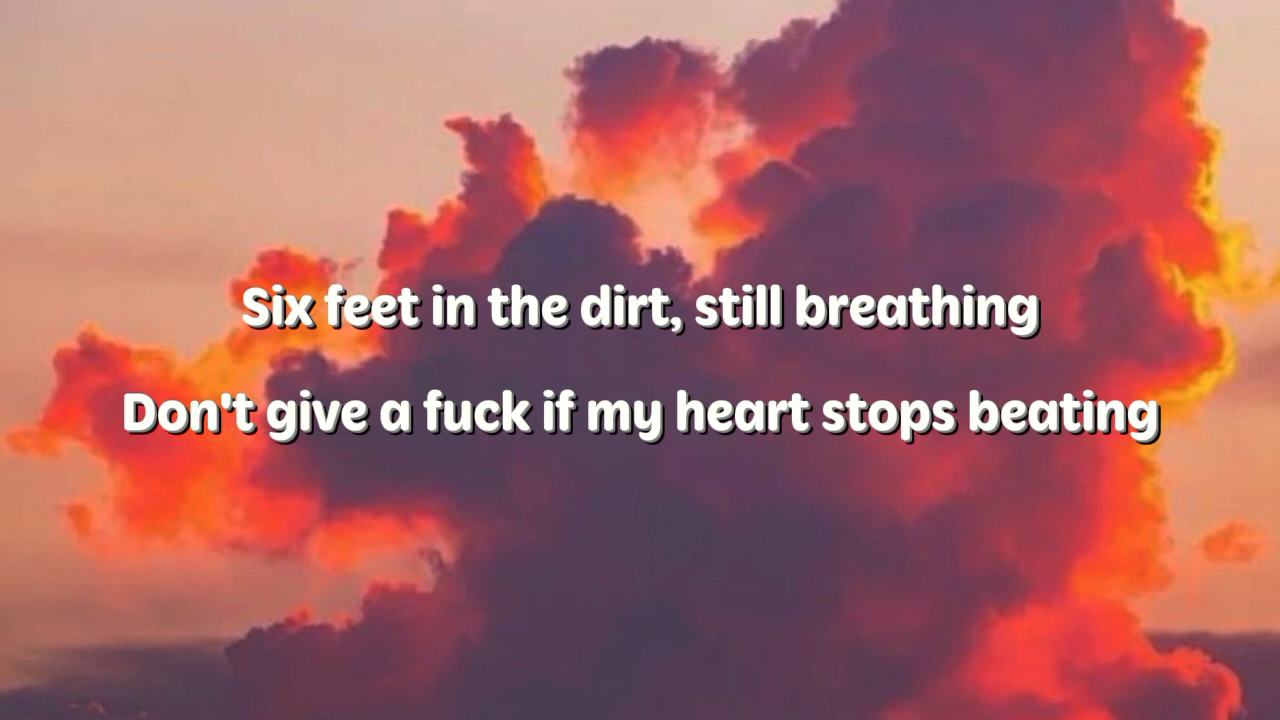 Six feet in the dirt, still breathing
Don't give a fuck if my heart stops beating